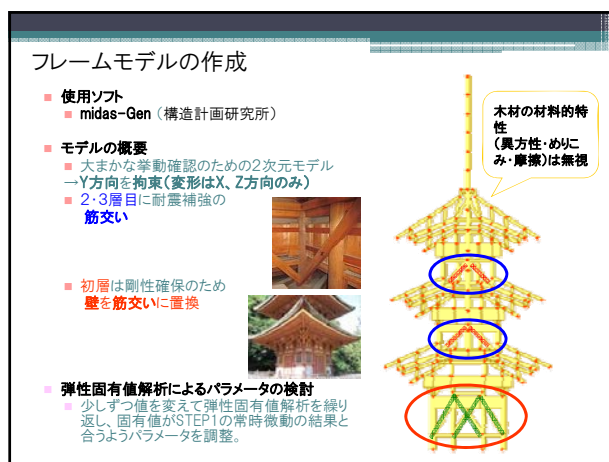 フレームモデルの作成
使用ソフト
midas-Gen (構造計画研究所)
モデルの概要
大まかな挙動確認のための2次元モデル
→Y方向を拘束(変形はX、Z方向のみ)
2・3層目に耐震補強の
筋交い
初層は剛性確保のため
壁を筋交いに置換
弾性固有値解析によるパラメータの検討
少しずつ値を変えて弾性固有値解析を繰り
返し、固有値がSTEP1の常時微動の結果と
合うようパラメータを調整。
木材の材料的特
性
(異方性・めりこ
み・摩擦)は無視